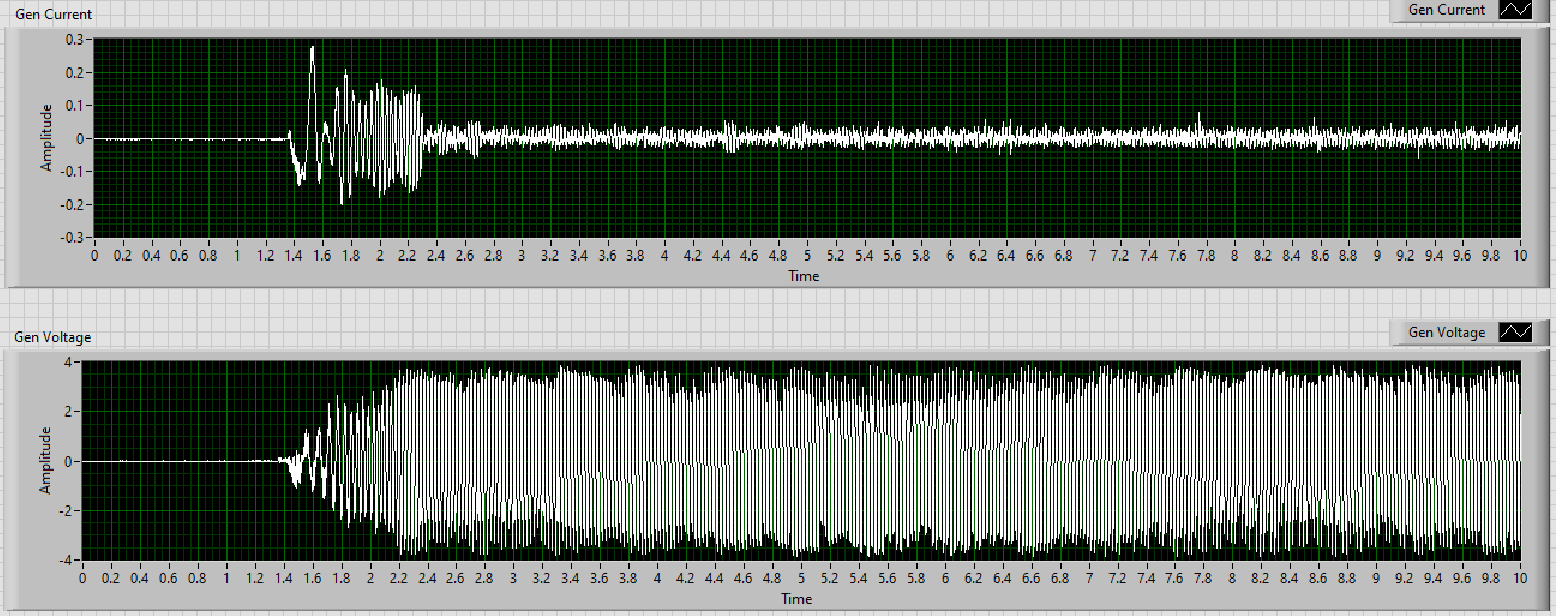 Gen Current
Gen Current
Amplitude
0.3
0.2
0.1
0
-0.1
-0.2
-0.3
0 0.2 0.4 0.6 0.8 1 1.2 1.4 1.6 1.8 2 2.2 2.4 2.6 2.8 3 3.2 3.4 3.6 3.8 4 4.2 4.4 4.6 4.8 5 5.2 5.4 5.6 5.8 6 6.2 6.4 6.6 6.8 7 7.2 7.4 7.6 7.8 8 8.2 8.4 8.6 8.8 9 9.2 9.4 9.6 9.8 10
Time
Gen Voltage
Gen Voltage
Amplitude
4
2
0
-2
-4
0 0.2 0.4 0.6 0.8 1 1.2 1.4 1.6 1.8 2 2.2 2.4 2.6 2.8 3 3.2 3.4 3.6 3.8 4 4.2 4.4 4.6 4.8 5 5.2 5.4 5.6 5.8 6 6.2 6.4 6.6 6.8 7 7.2 7.4 7.6 7.8 8 8.2 8.4 8.6 8.8 9 9.2 9.4 9.6 9.8 10
Time